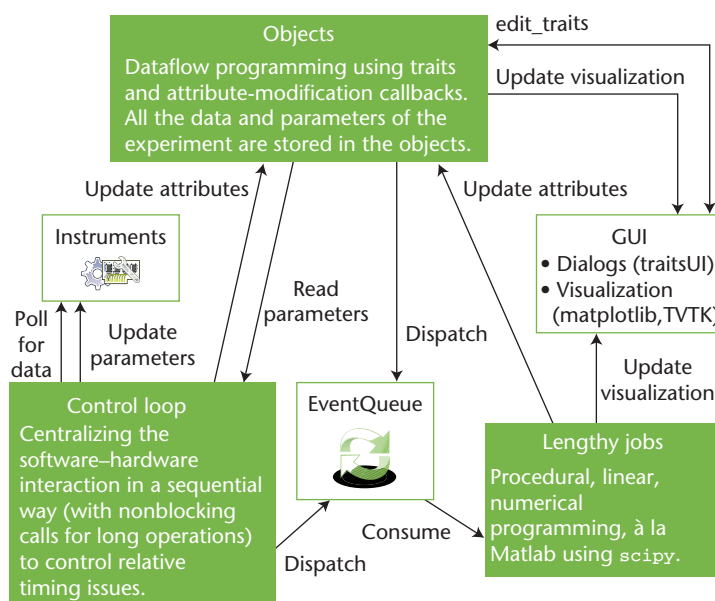 Objects
Dataflow programming using traits
and attribute-modification callbacks.
All the data and parameters of the
experiment are stored in the objects.
edit_traits
Update visualization
Update attributes
Update attributes
Instruments
GUI
• Dialogs (traitsUI)
• Visualization
(matplotlib,TVTK)
Poll
for
data
Update
parameters
Read
parameters
Dispatch
Update
visualization
Control loop
Centralizing the
software–hardware
interaction in a sequential
way (with nonblocking
calls for long operations)
to control relative
timing issues.
EventQueue
Dispatch
Consume
Lengthy jobs
Procedural, linear,
numerical
programming, à la
Matlab using scipy.